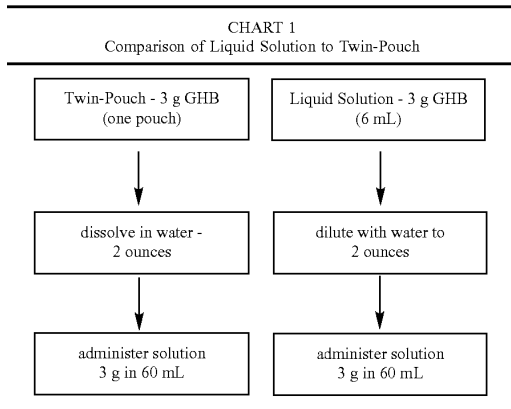 CHART 1
Comparison of Liquid Solution to Twin-Pouch
Twin-Pouch - 3 g GHB
(one pouch)
Liquid Solution - 3 g GHB
(6 mL)
dissolve in water -
2 ounces
dilute with water to
2 ounces
administer solution
3 g in 60 mL
administer solution
3 g in 60 mL